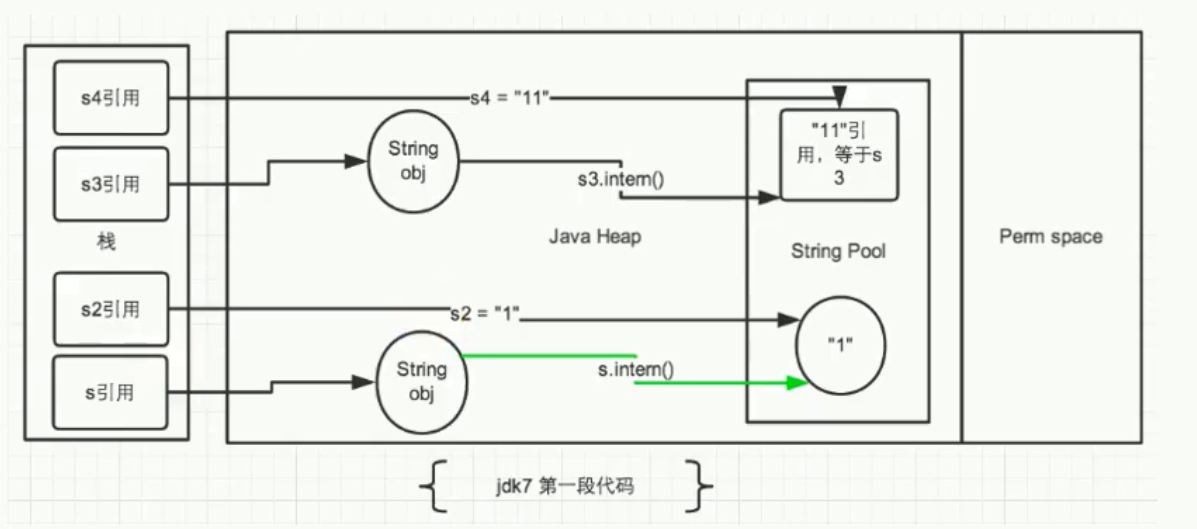 s4引用
s4 = "11"
"11"引
用，等于s
3
String
obj
s3引用
s3.intern()
栈
Java Heap
String Pool
Perm space
s2引用
s2 = "1"
"1"
String
obj
s.intern()
s引用
jdk7 第一段代码